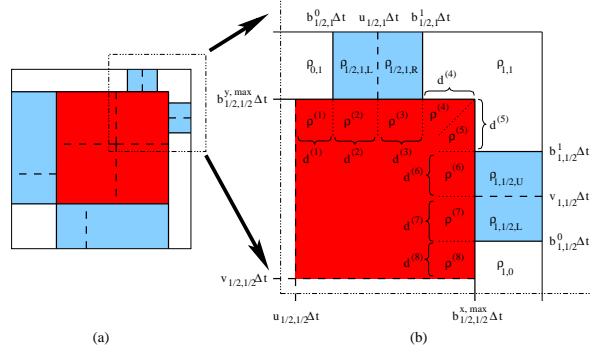 b^0_{1/2,1}Δt u_{1/2,1}Δt b^1_{1/2,1}Δt
ρ_{0,1} ρ_{1/2,1,L} ρ_{1/2,1,R} ρ_{1,1}
d^{(4)}
b^{y, max}_{1/2,1/2}Δt
ρ^{(1)} ρ^{(2)} ρ^{(3)} ρ^{(4)}
ρ^{(5)} d^{(5)}
d^{(1)} d^{(2)} d^{(3)}
b^1_{1,1/2}Δt
d^{(6)} ρ^{(6)} ρ_{1,1/2,U}
v_{1,1/2}Δt
d^{(7)} ρ^{(7)} ρ_{1,1/2,L}
b^0_{1,1/2}Δt
d^{(8)} ρ^{(8)} ρ_{1,0}
v_{1/2,1/2}Δt
u_{1/2,1/2}Δt b^{x, max}_{1/2,1/2}Δt
(a) (b)